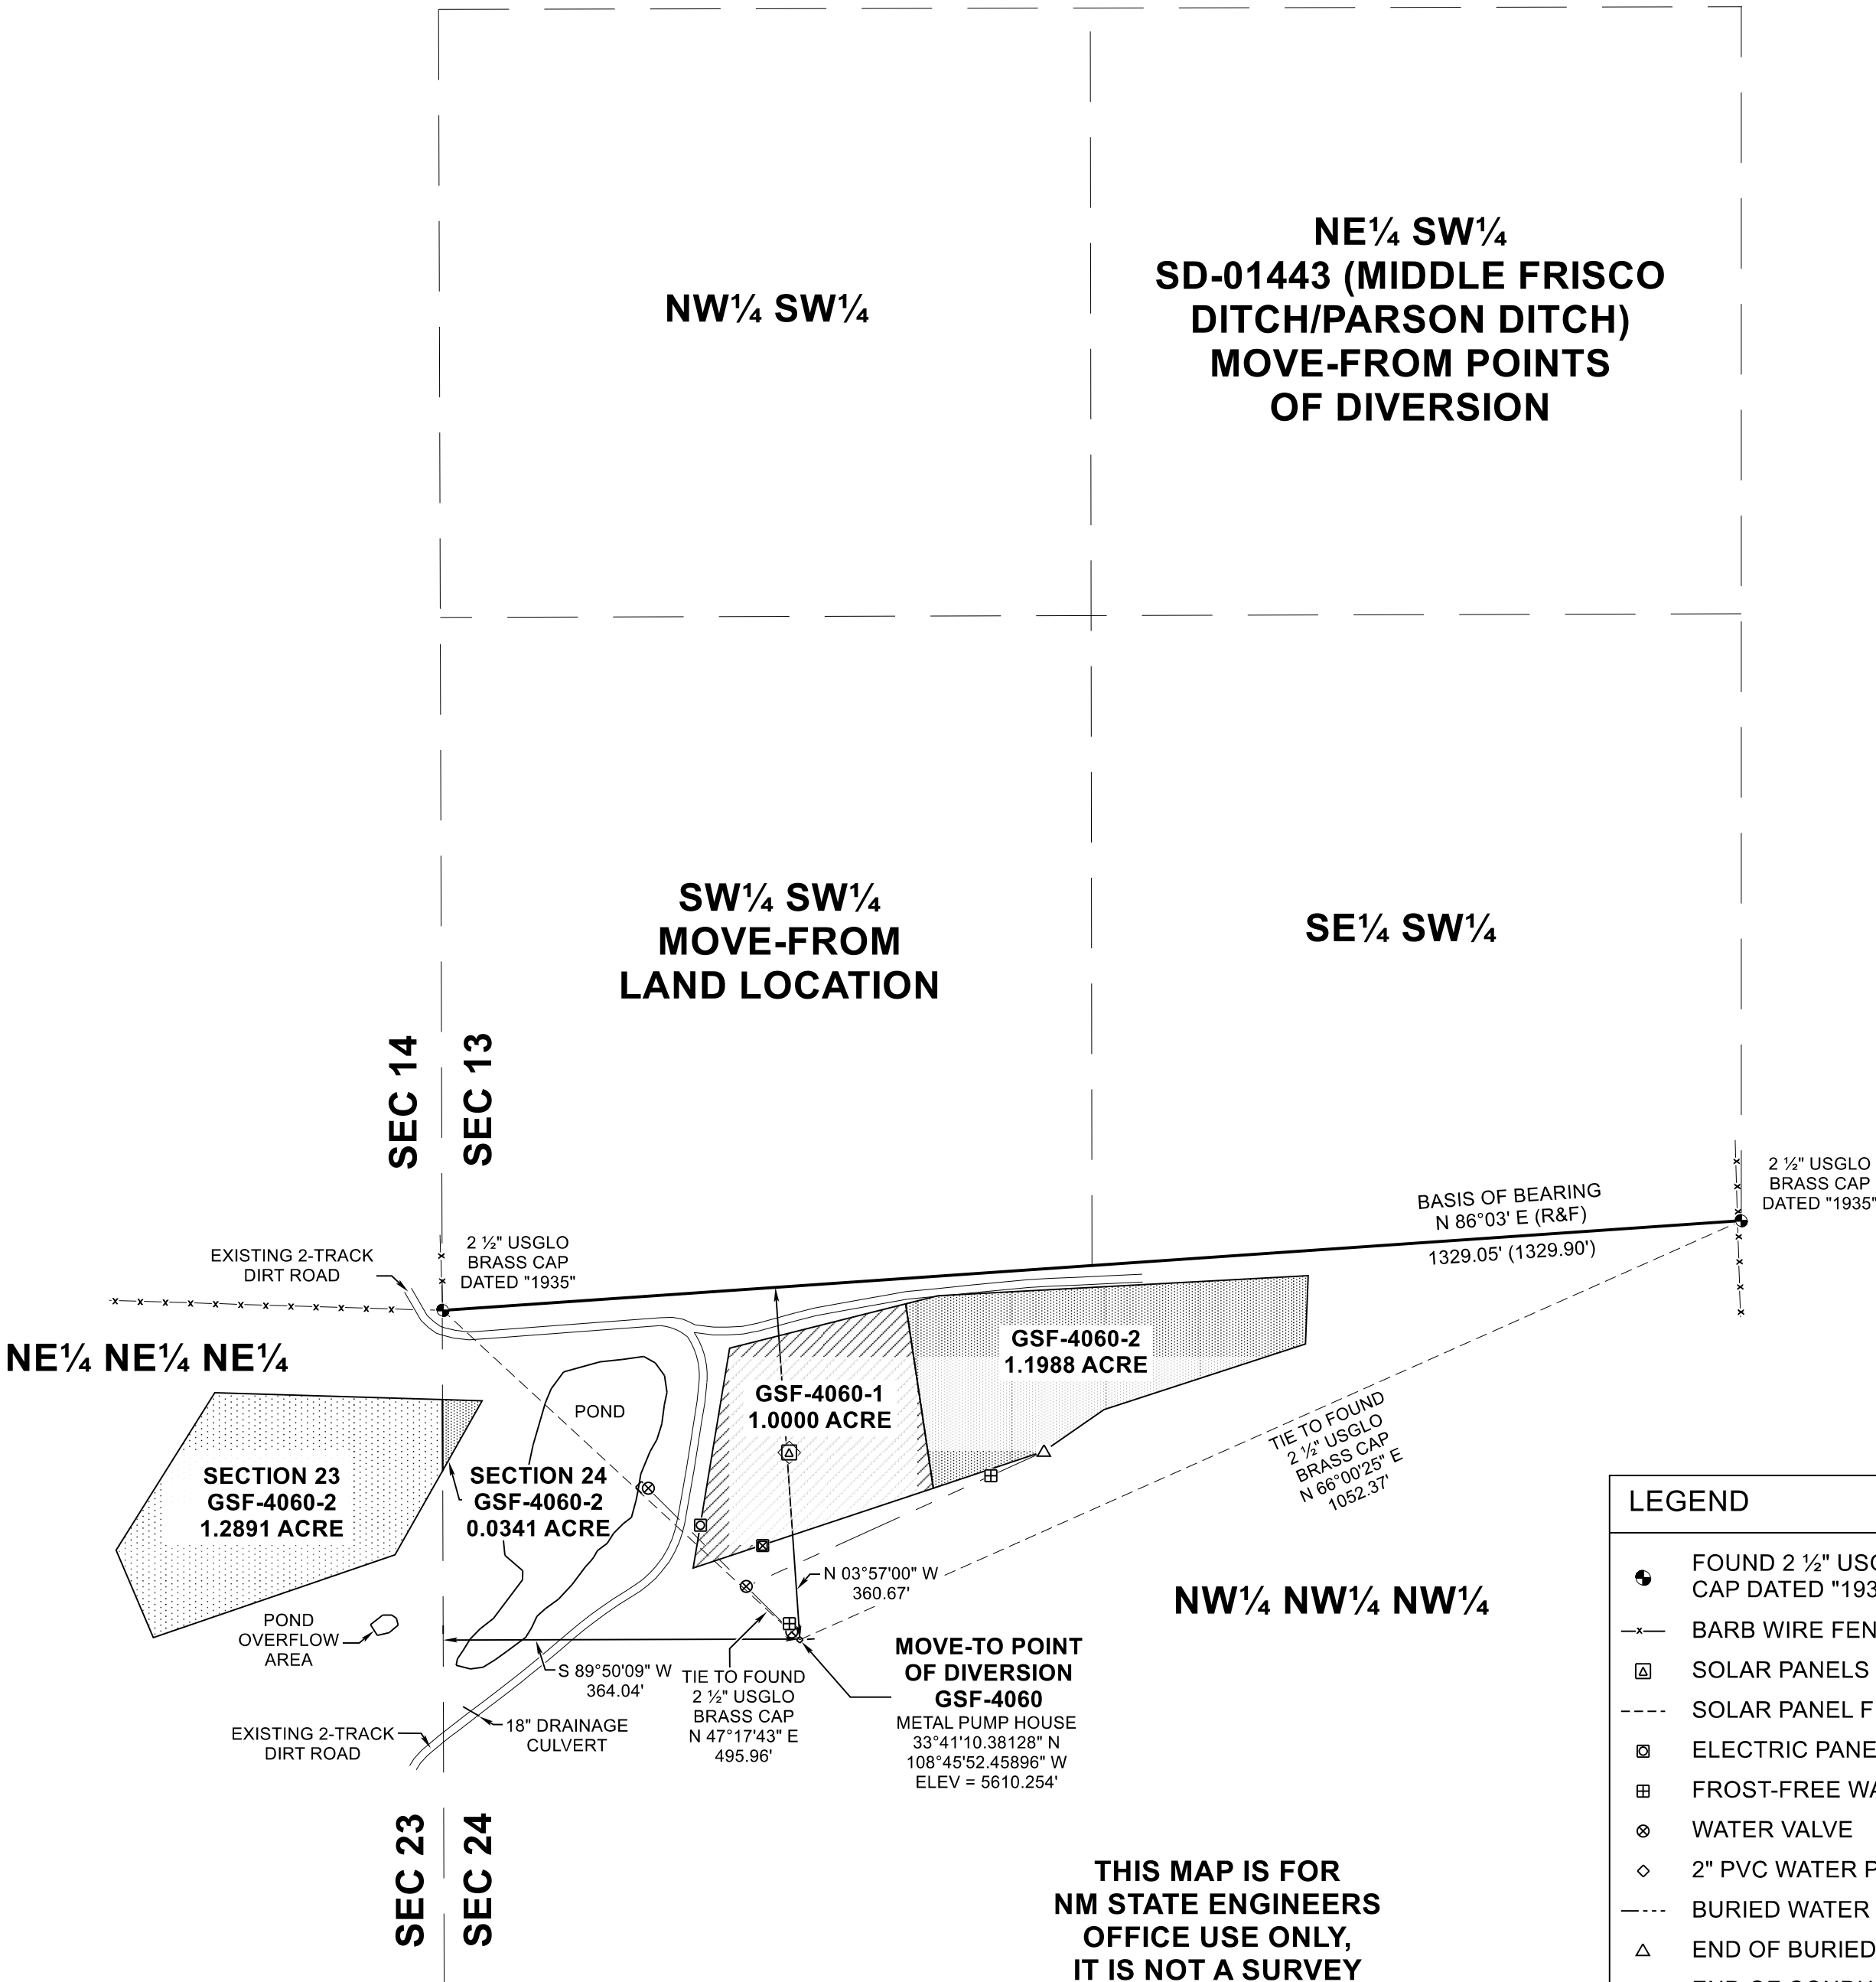 NW¼ SW¼
NE¼ SW¼
SD-01443 (MIDDLE FRISCO
DITCH/PARSON DITCH)
MOVE-FROM POINTS
OF DIVERSION
SW¼ SW¼
MOVE-FROM
LAND LOCATION
SE¼ SW¼
SEC 14
SEC 13
2 ½" USGLO
BRASS CAP
DATED "1935"
BASIS OF BEARING
N 86°03' E (R&F)
1329.05' (1329.90')
2 ½" USGLO
BRASS CAP
DATED "1935"
EXISTING 2-TRACK
DIRT ROAD
NE¼ NE¼ NE¼
POND
GSF-4060-1
1.0000 ACRE
GSF-4060-2
1.1988 ACRE
SECTION 23
GSF-4060-2
1.2891 ACRE
SECTION 24
GSF-4060-2
0.0341 ACRE
TIE TO FOUND
2 ½" USGLO
BRASS CAP
N 66°00'25" E
1052.37'
N 03°57'00" W
360.67'
NW¼ NW¼ NW¼
POND
OVERFLOW
AREA
S 89°50'09" W
364.04'
TIE TO FOUND
2 ½" USGLO
BRASS CAP
N 47°17'43" E
495.96'
MOVE-TO POINT
OF DIVERSION
GSF-4060
METAL PUMP HOUSE
33°41'10.38128" N
108°45'52.45896" W
ELEV = 5610.254'
EXISTING 2-TRACK
DIRT ROAD
18" DRAINAGE
CULVERT
SEC 23
SEC 24
THIS MAP IS FOR
NM STATE ENGINEERS
OFFICE USE ONLY,
IT IS NOT A SURVEY
LEGEND
FOUND 2 ½"
CAP DATED
BARB WIRE
SOLAR PANELS
SOLAR PANEL
ELECTRIC
FROST-FREE
WATER VALVE
2" PVC WATER
BURIED WATER
END OF BURIED